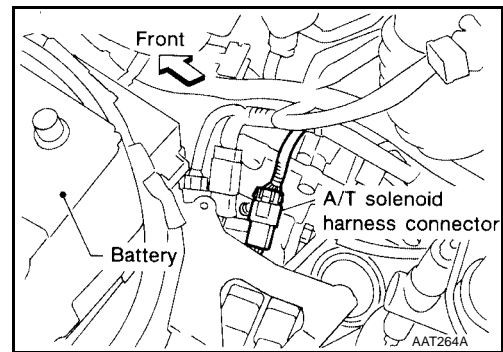 Front
A/T solenoid
harness connector
Battery
AAT264A